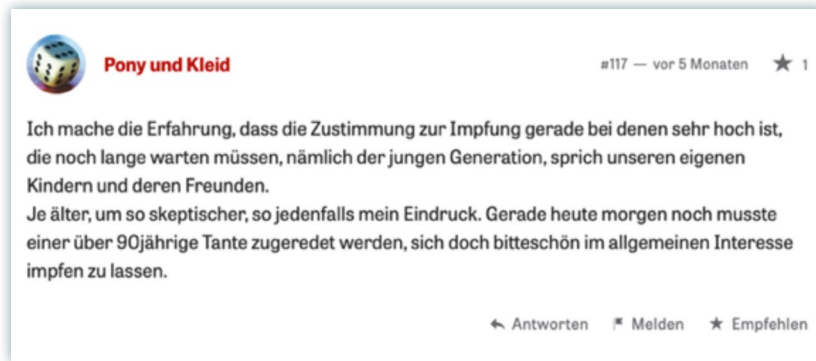 Pony und Kleid
#117 — vor 5 Monaten ★ 1
Ich mache die Erfahrung, dass die Zustimmung zur Impfung gerade bei denen sehr hoch ist,
die noch lange warten müssen, nämlich der jungen Generation, sprich unseren eigenen
Kindern und deren Freunden.
Je älter, um so skeptischer, so jedenfalls mein Eindruck. Gerade heute morgen noch musste
einer über 90jährige Tante zugeredet werden, sich doch bitteschön im allgemeinen Interesse
impfen zu lassen.
Antworten Melden ★ Empfehlen